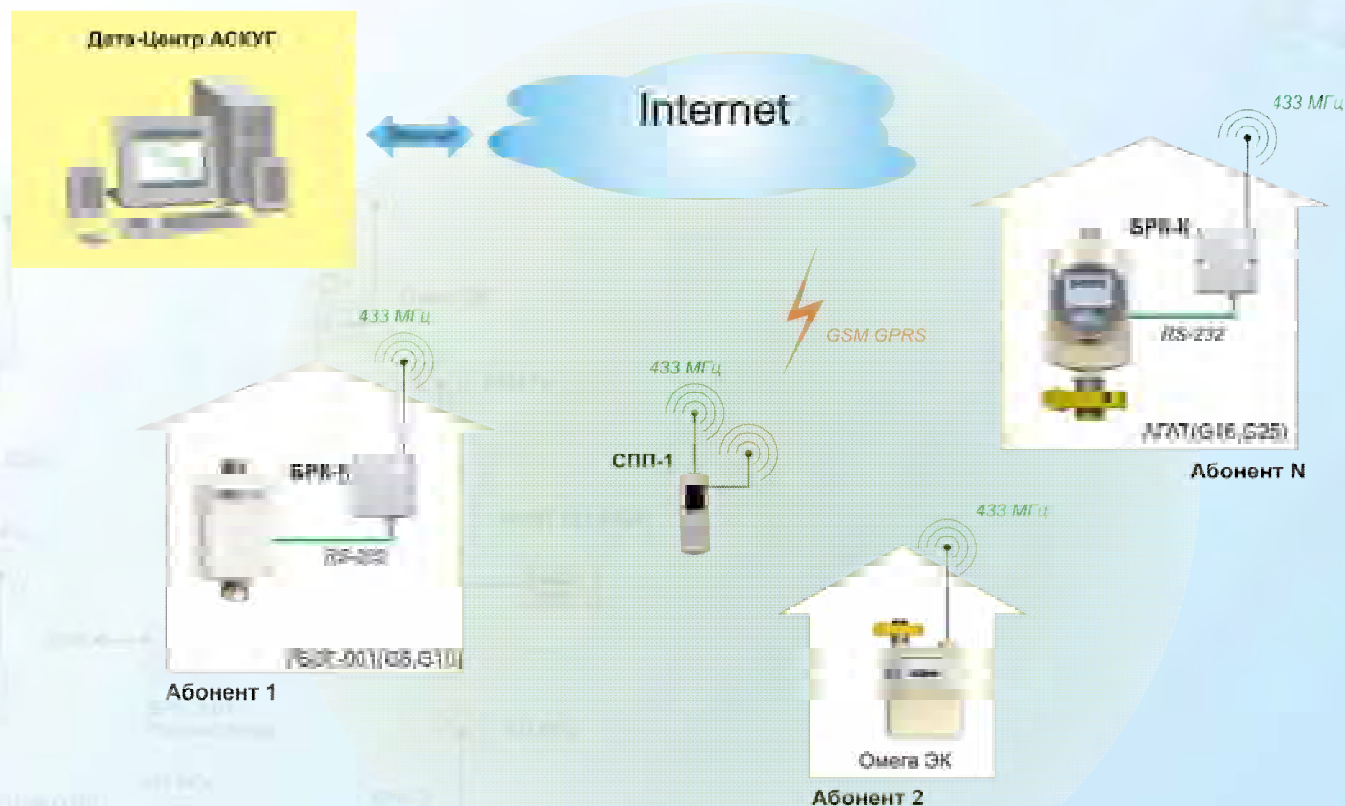 Дата-Центр АСКУГ
Internet
433 МГц
RS-232
АГАТ(G16,G25)
Абонент N
GSM GPRS
433 МГц
433 МГц
СПП-1
Абонент 1
433 МГц
Омега ЭК
Абонент 2